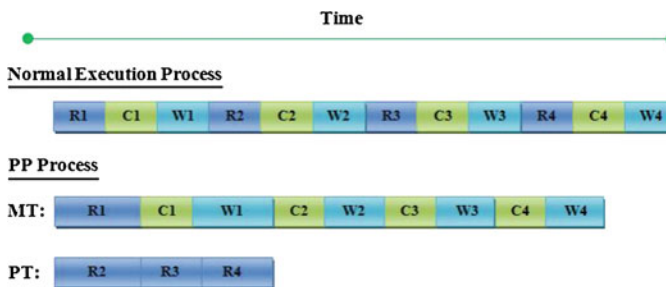 Time
Normal Execution Process
R1 C1 W1 R2 C2 W2 R3 C3 W3 R4 C4 W4
PP Process
MT: R1 C1 W1 C2 W2 C3 W3 C4 W4
PT: R2 R3 R4